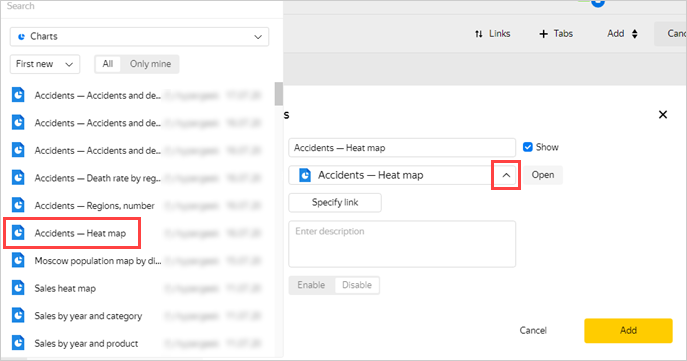 Search
Charts
First new
All
Only mine
Accidents — Accidents and de...
Accidents — Accidents and de...
Accidents — Accidents and de...
Accidents — Death rate by reg...
Accidents — Regions, number
Accidents — Heat map
Moscow population map by di...
Sales heat map
Sales by year and category
Sales by year and product
Links
Tabs
Add
Canc
s
Accidents — Heat map
Show
Accidents — Heat map
Open
Specify link
Enter description
Enable
Disable
Cancel
Add